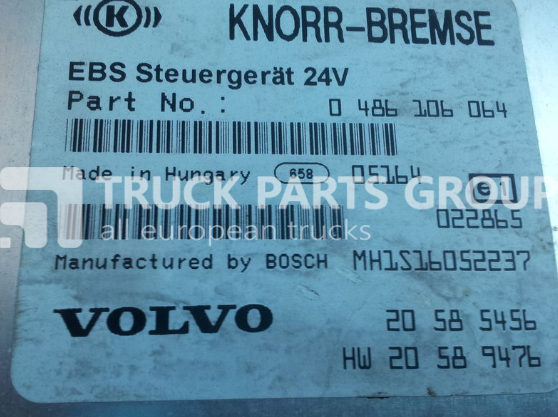 K KNORR-BREMSE
EBS Steuergerät 24V
Part No.: 0 486 106 064
Made in Hungary 658 05164 e1
TRUCK PARTS GROUP
022865
all european trucks
Manufactured by BOSCH MH1S16052237
VOLVO 20 58 5456
HW 20 58 9476